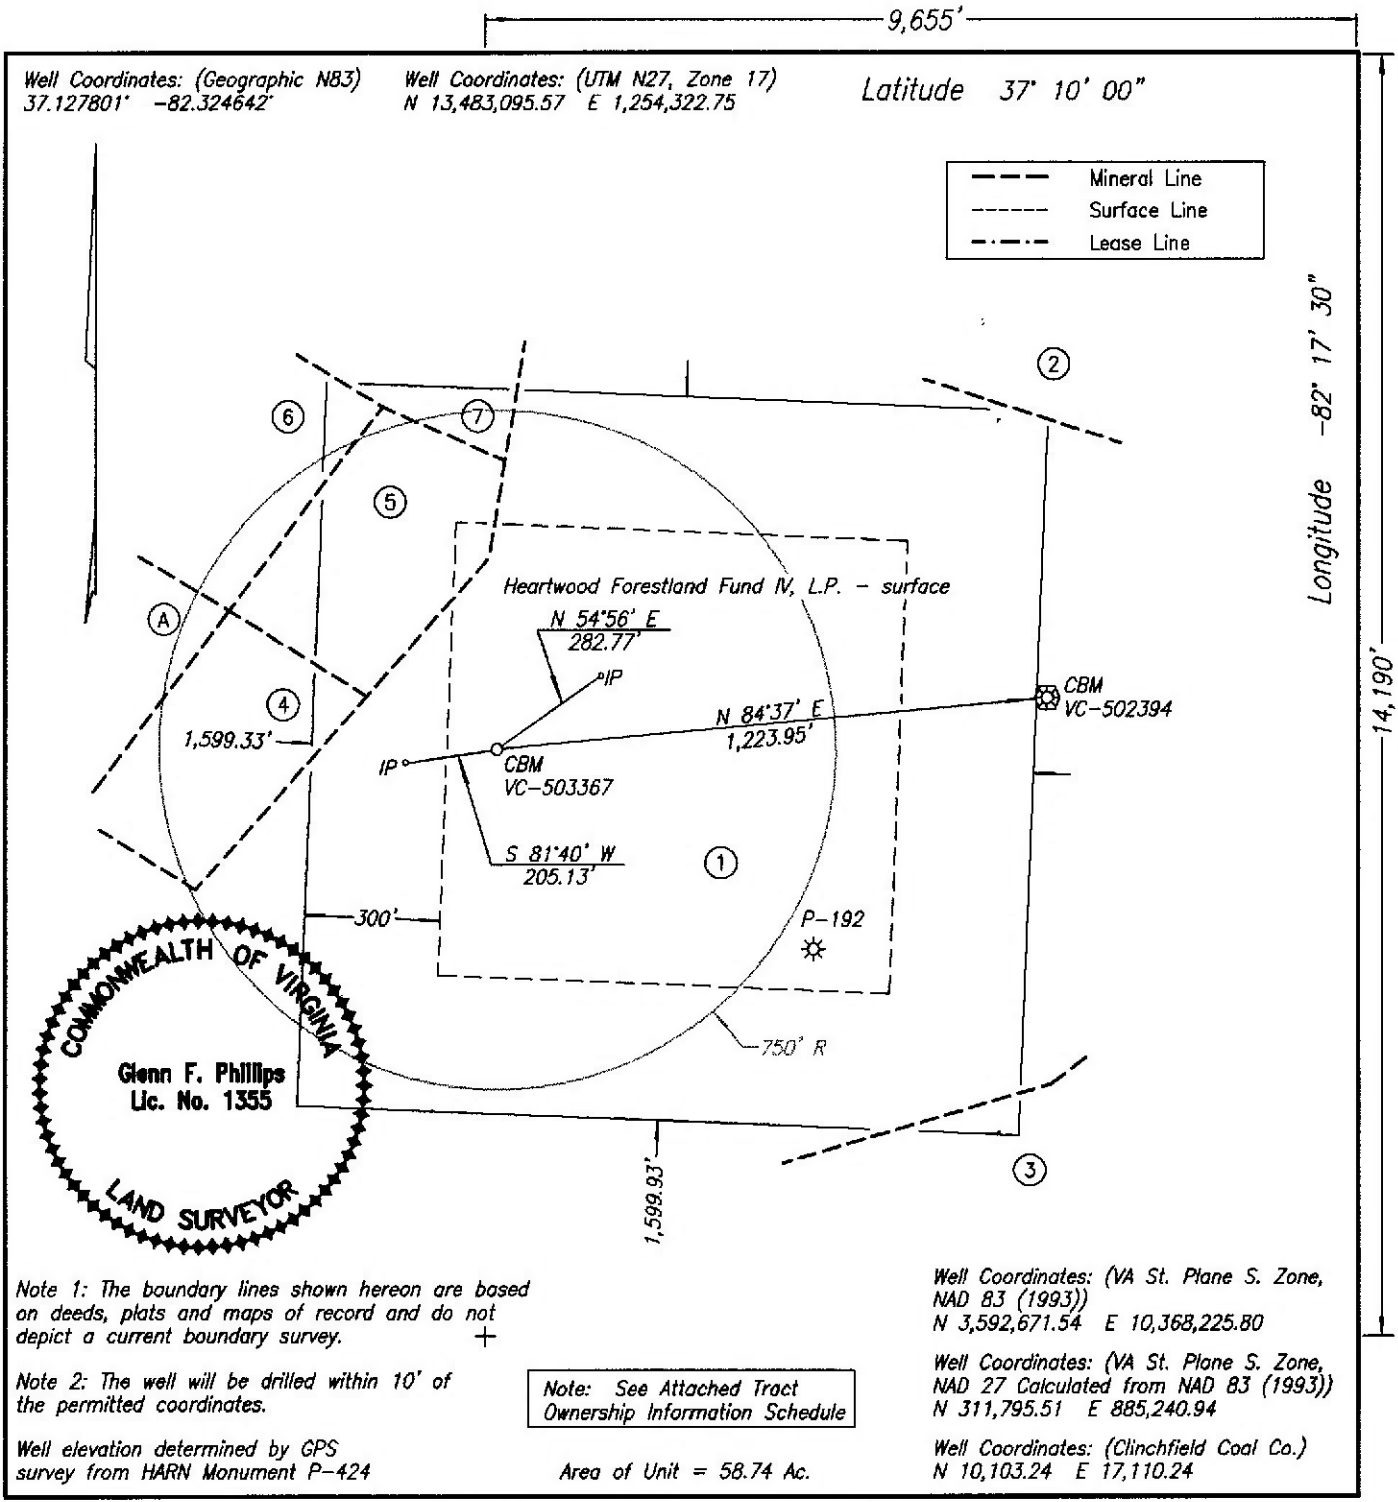 9,655'
Well Coordinates: (Geographic N83)
37.127801° -82.324642°
Well Coordinates: (UTM N27, Zone 17)
N 13,483,095.57 E 1,254,322.75
Latitude 37° 10' 00"
Mineral Line
Surface Line
Lease Line
Longitude -82° 17' 30"
14,190'
2
6
7
5
Heartwood Forestland Fund IV, L.P. - surface
N 54°56' E
282.77'
A
IP
4
CBM
VC-502394
N 84°37' E
1,223.95'
1,599.33'
IP
CBM
VC-503367
S 81°40' W
205.13'
1
300'
P-192
750' R
COMMONWEALTH OF VIRGINIA
Glenn F. Phillips
Lic. No. 1355
LAND SURVEYOR
1,599.93'
3
Note 1: The boundary lines shown hereon are based
on deeds, plats and maps of record and do not
depict a current boundary survey.
Note 2: The well will be drilled within 10' of
the permitted coordinates.
Well elevation determined by GPS
survey from HARN Monument P-424
Note: See Attached Tract
Ownership Information Schedule
Area of Unit = 58.74 Ac.
Well Coordinates: (VA St. Plane S. Zone,
NAD 83 (1993))
N 3,592,671.54 E 10,368,225.80
Well Coordinates: (VA St. Plane S. Zone,
NAD 27 Calculated from NAD 83 (1993))
N 311,795.51 E 885,240.94
Well Coordinates: (Clinchfield Coal Co.)
N 10,103.24 E 17,110.24